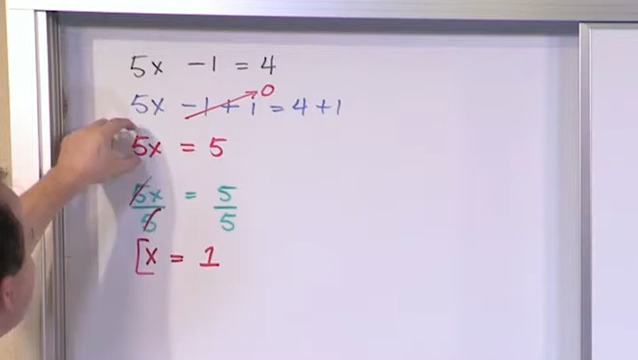 5x - 1 = 4
5x - 1 + 1 = 4 + 1
0
5x = 5
5x/5 = 5/5
x = 1